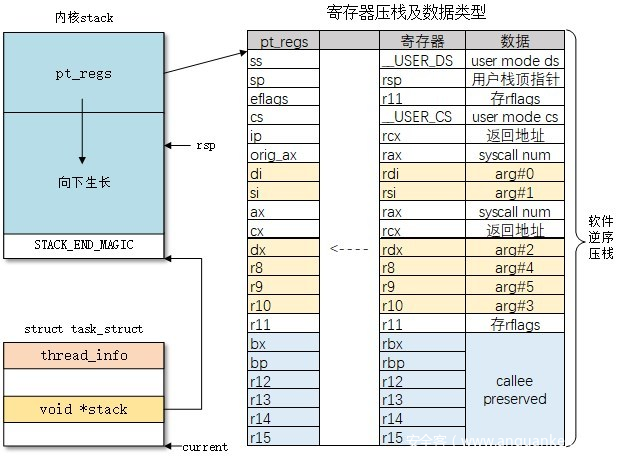 内核stack
pt_regs
向下生长
rsp
STACK_END_MAGIC
struct task_struct
thread_info
void *stack
current
寄存器压栈及数据类型
pt_regs 寄存器 数据
ss __USER_DS user mode ds
sp rsp 用户栈顶指针
eflags r11 存rflags
cs __USER_CS user mode cs
ip rcx 返回地址
orig_ax rax syscall num
di rdi arg#0
si rsi arg#1
ax rax syscall num
cx rcx 返回地址
dx <---- rdx arg#2
r8 r8 arg#4
r9 r9 arg#5
r10 r10 arg#3
r11 r11 存rflags
bx rbx
bp rbp
r12 r12
r13 r13
r14 r14
r15 r15
callee
preserved
软件
逆序
压栈